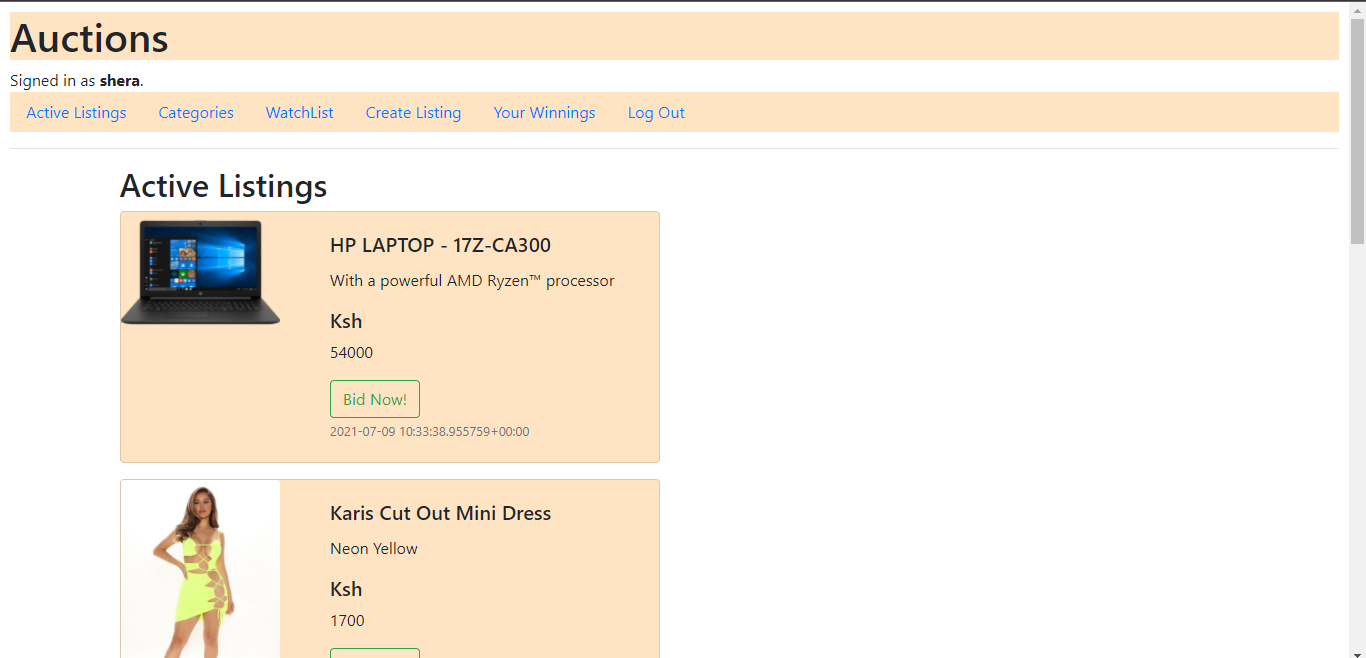 Auctions
Signed in as shera.
Active Listings Categories WatchList Create Listing Your Winnings Log Out
Active Listings
HP LAPTOP - 17Z-CA300
With a powerful AMD Ryzen™ processor
Ksh
54000
Bid Now!
2021-07-09 10:33:38.955759+00:00
Karis Cut Out Mini Dress
Neon Yellow
Ksh
1700